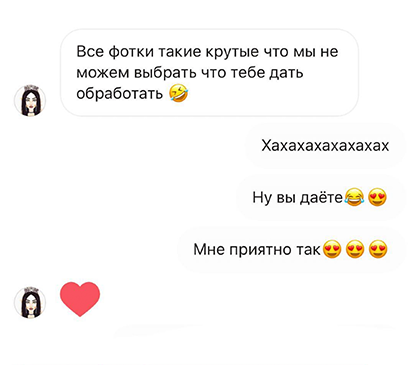 Все фотки такие крутые что мы не
можем выбрать что тебе дать
обработать 🤣
Хахахахахахахах
Ну вы даёте😂😍
Мне приятно так😍😍😍